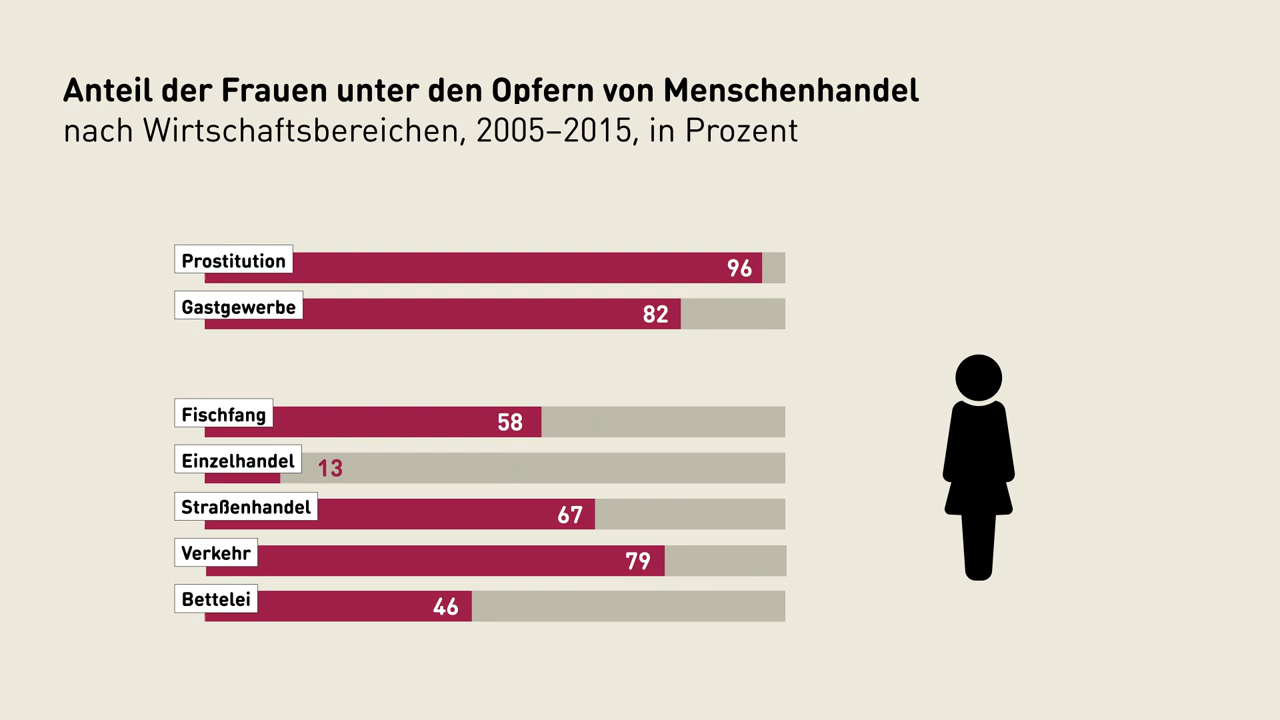 Anteil der Frauen unter den Opfern von Menschenhandel
nach Wirtschaftsbereichen, 2005–2015, in Prozent
Prostitution 96
Gastgewerbe 82
Fischfang 58
Einzelhandel 13
Straßenhandel 67
Verkehr 79
Bettelei 46